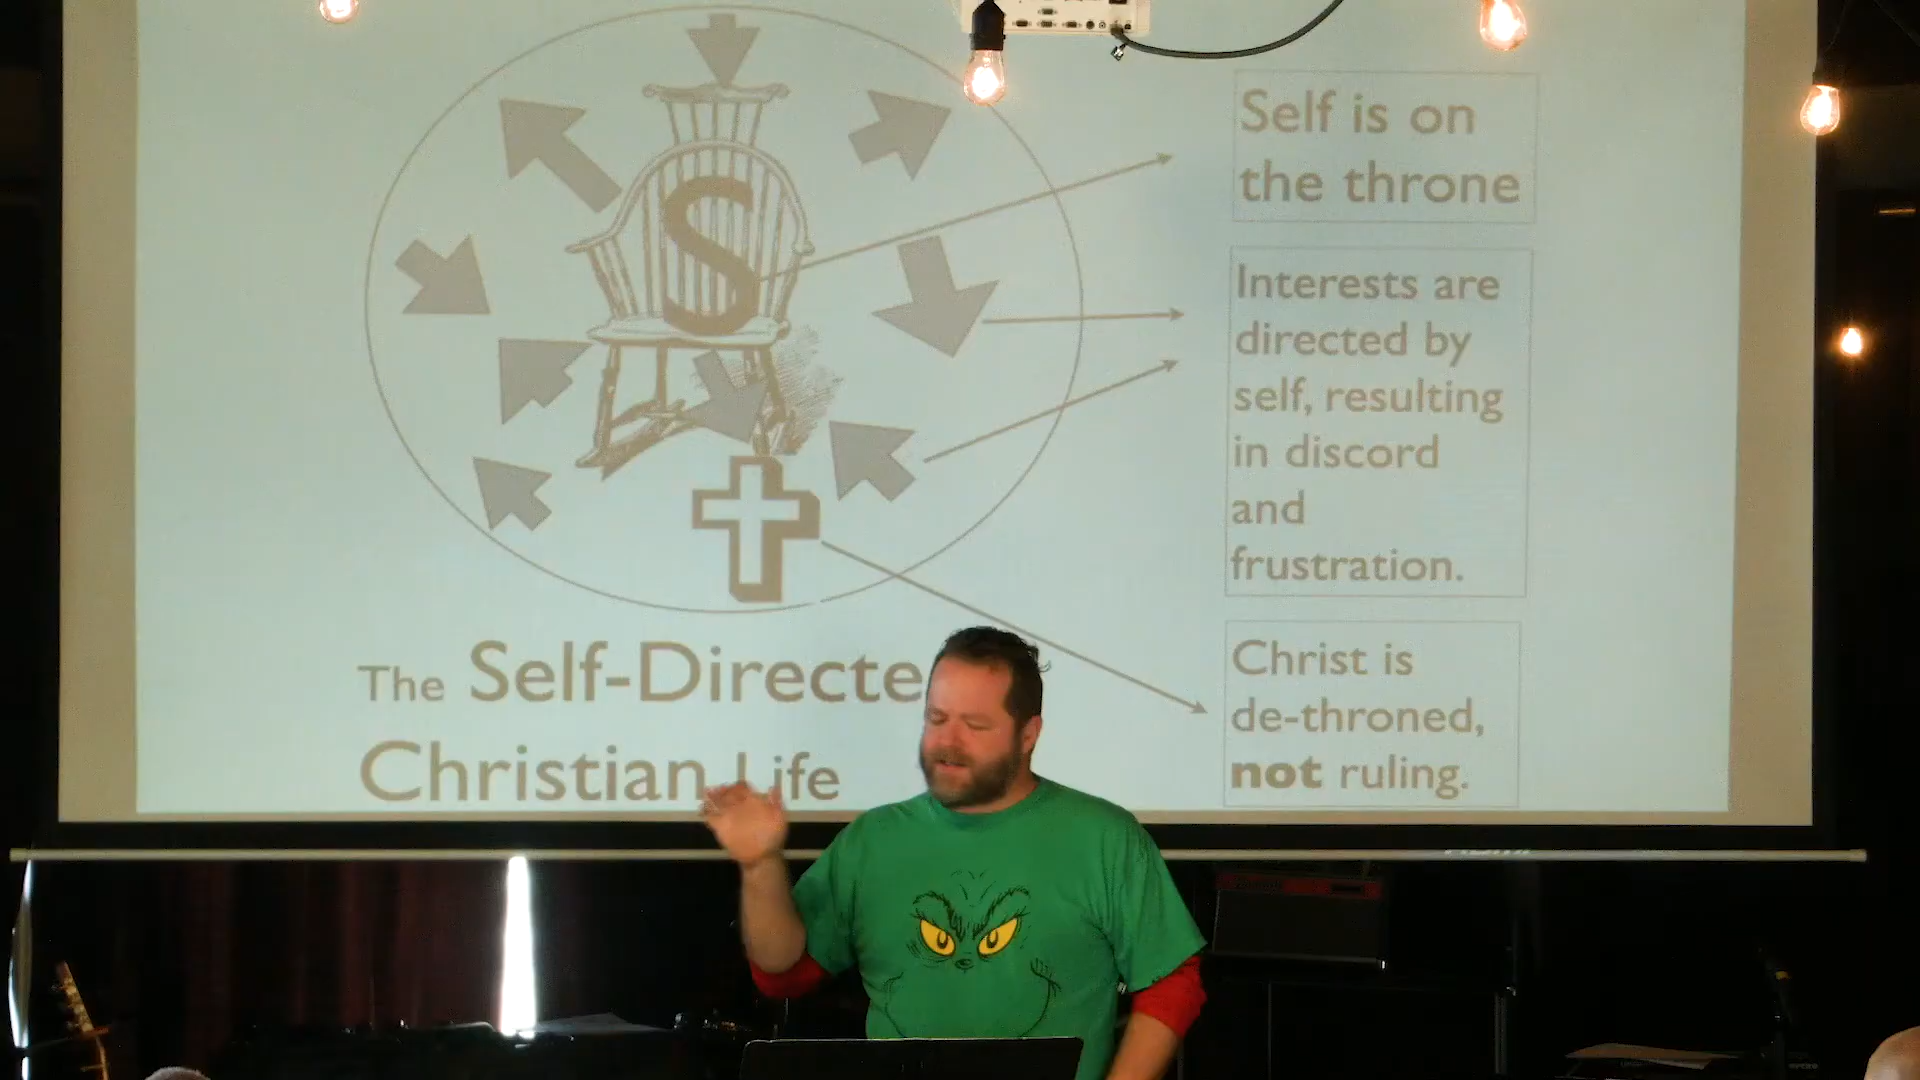 S
Self is on
the throne
Interests are
directed by
self, resulting
in discord
and
frustration.
Christ is
de-throned,
not ruling.
The Self-Directe
Christian Life